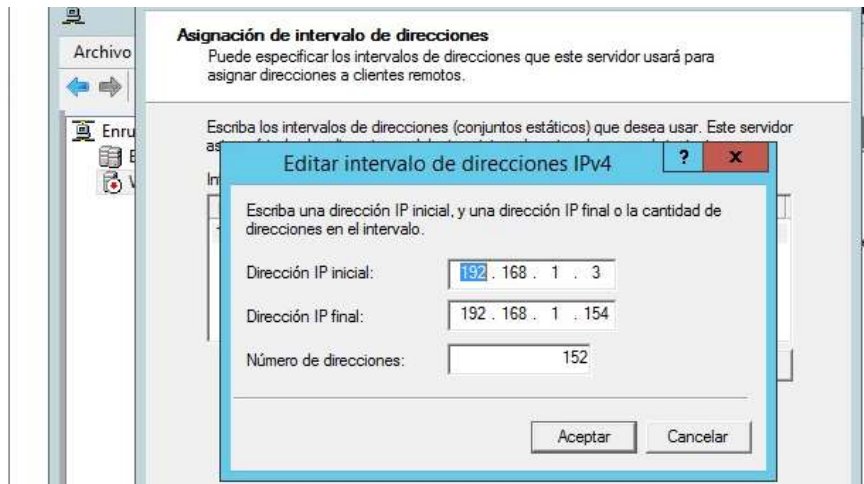 Asignación de intervalo de direcciones
Puede especificar los intervalos de direcciones que este servidor usará para
asignar direcciones a clientes remotos.
Archivo
Enru
Escriba los intervalos de direcciones (conjuntos estáticos) que desea usar. Este servidor
Editar intervalo de direcciones IPv4
?
x
Escriba una dirección IP inicial, y una dirección IP final o la cantidad de
direcciones en el intervalo.
Dirección IP inicial:
192 . 168 . 1 . 3
Dirección IP final:
192 . 168 . 1 . 154
Número de direcciones:
152
Aceptar
Cancelar